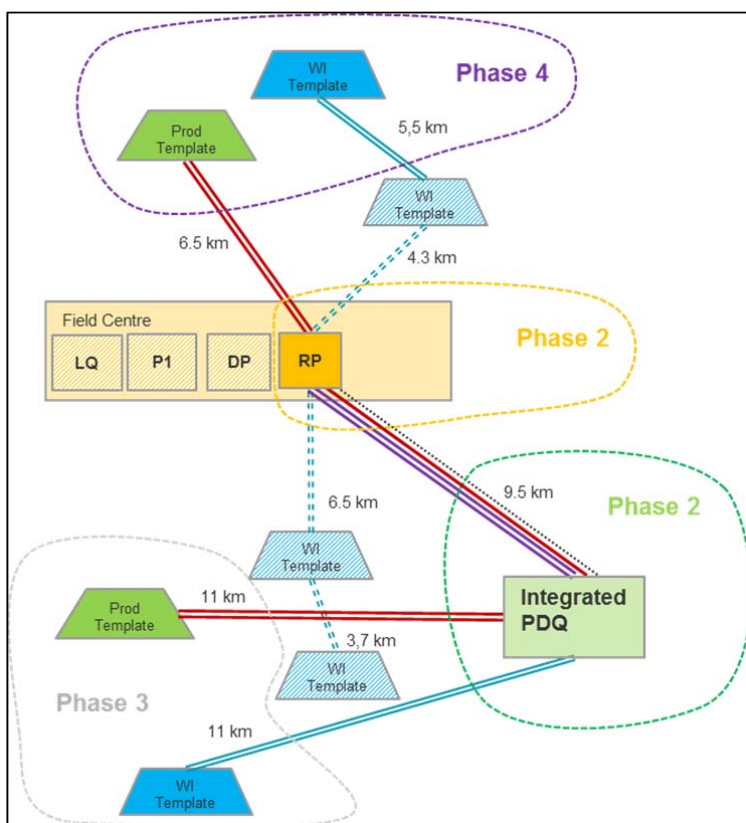 WI
Template
Phase 4
5,5 km
Prod
Template
WI
Template
6.5 km
4.3 km
Field Centre
LQ
P1
DP
RP
Phase 2
9.5 km
6.5 km
Phase 2
WI
Template
11 km
Prod
Template
Integrated
PDQ
3,7 km
WI
Template
Phase 3
11 km
WI
Template